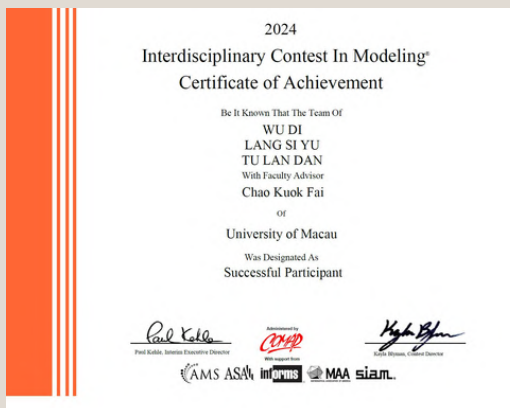 2024
Interdisciplinary Contest In Modeling®
Certificate of Achievement
Be It Known That The Team Of
WU DI
LANG SI YU
TU LAN DAN
With Faculty Advisor
Chao Kuok Fai
Of
University of Macau
Was Designated As
Successful Participant
Paul Kehle
Paul Kehle, Interim Executive Director
Administered by
COMAP
With support from
Kayla Blyman, Contest Director
AMS ASA informs MAA siam.